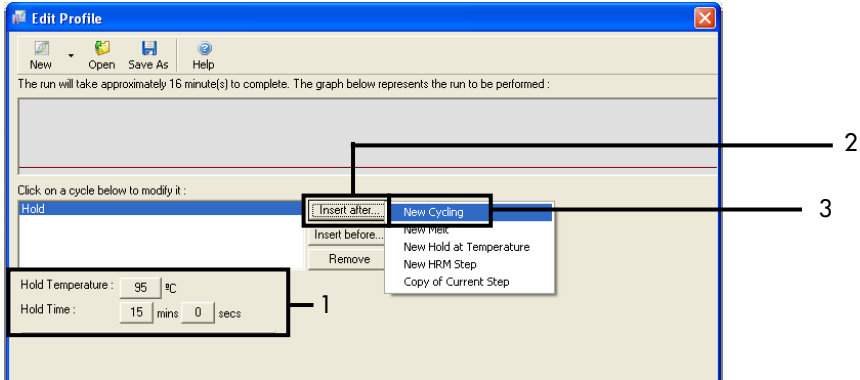 Edit Profile
New Open Save As Help
The run will take approximately 16 minute(s) to complete. The graph below represents the run to be performed :
2
Click on a cycle below to modify it :
Hold
Insert after...
New Cycling
3
Insert before...
New Melt
New Hold at Temperature
Remove
New HRM Step
Copy of Current Step
Hold Temperature : 95 ºC
1
Hold Time : 15 mins 0 secs